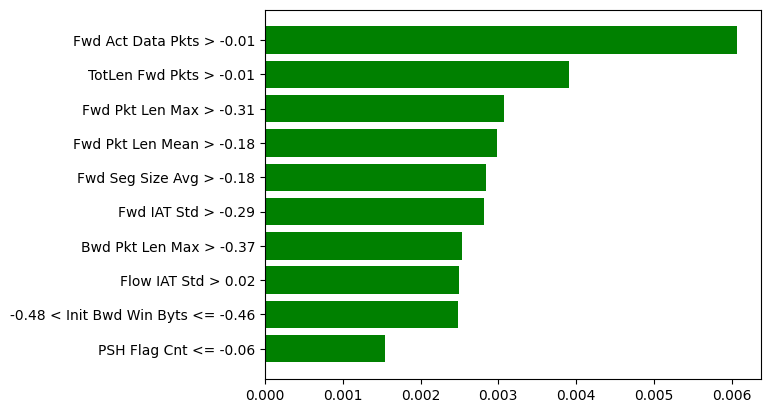 Fwd Act Data Pkts > -0.01
TotLen Fwd Pkts > -0.01
Fwd Pkt Len Max > -0.31
Fwd Pkt Len Mean > -0.18
Fwd Seg Size Avg > -0.18
Fwd IAT Std > -0.29
Bwd Pkt Len Max > -0.37
Flow IAT Std > 0.02
-0.48 < Init Bwd Win Byts <= -0.46
PSH Flag Cnt <= -0.06
0.000 0.001 0.002 0.003 0.004 0.005 0.006